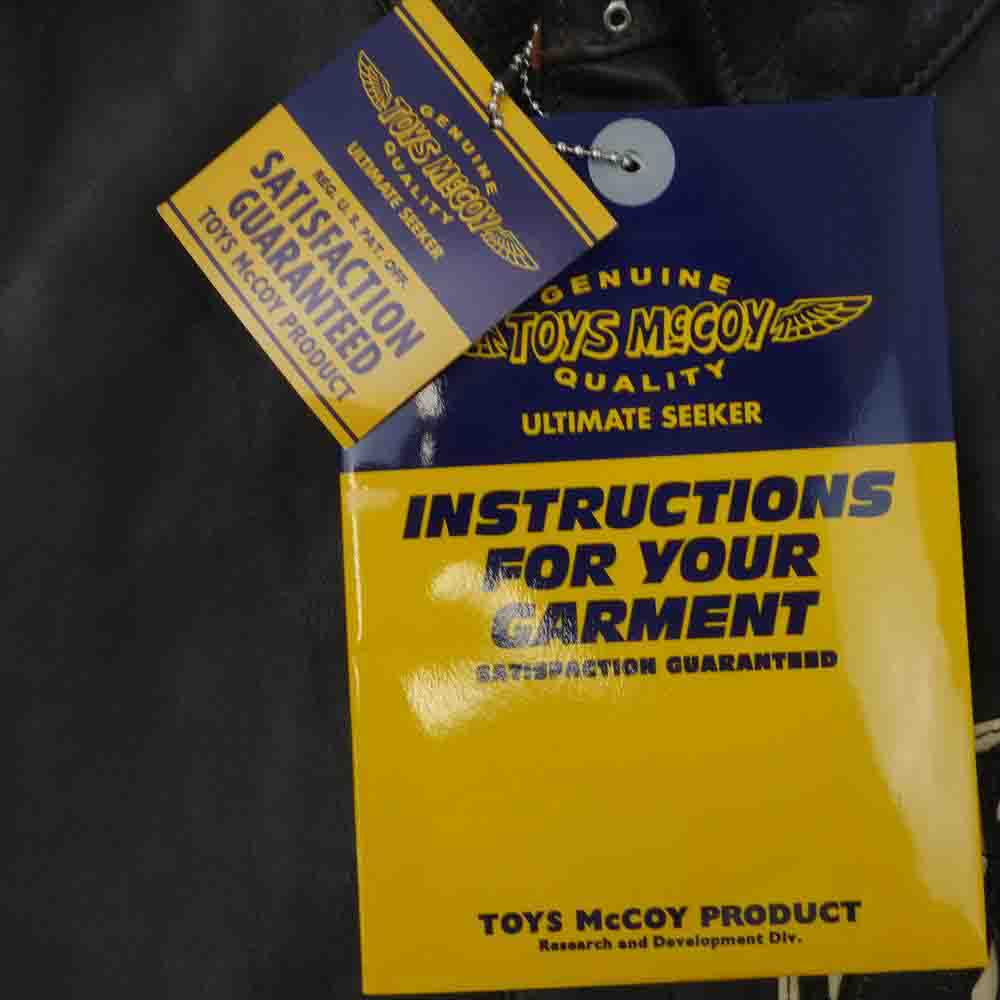 GENUINE
TOYS McCOY
QUALITY
ULTIMATE SEEKER
REG. U.S. PAT. OFF.
SATISFACTION
GUARANTEED
TOYS McCOY PRODUCT
GENUINE
TOYS McCOY
QUALITY
ULTIMATE SEEKER
INSTRUCTIONS
FOR YOUR
GARMENT
SATISFACTION GUARANTEED
TOYS McCOY PRODUCT
Research and Development Div.